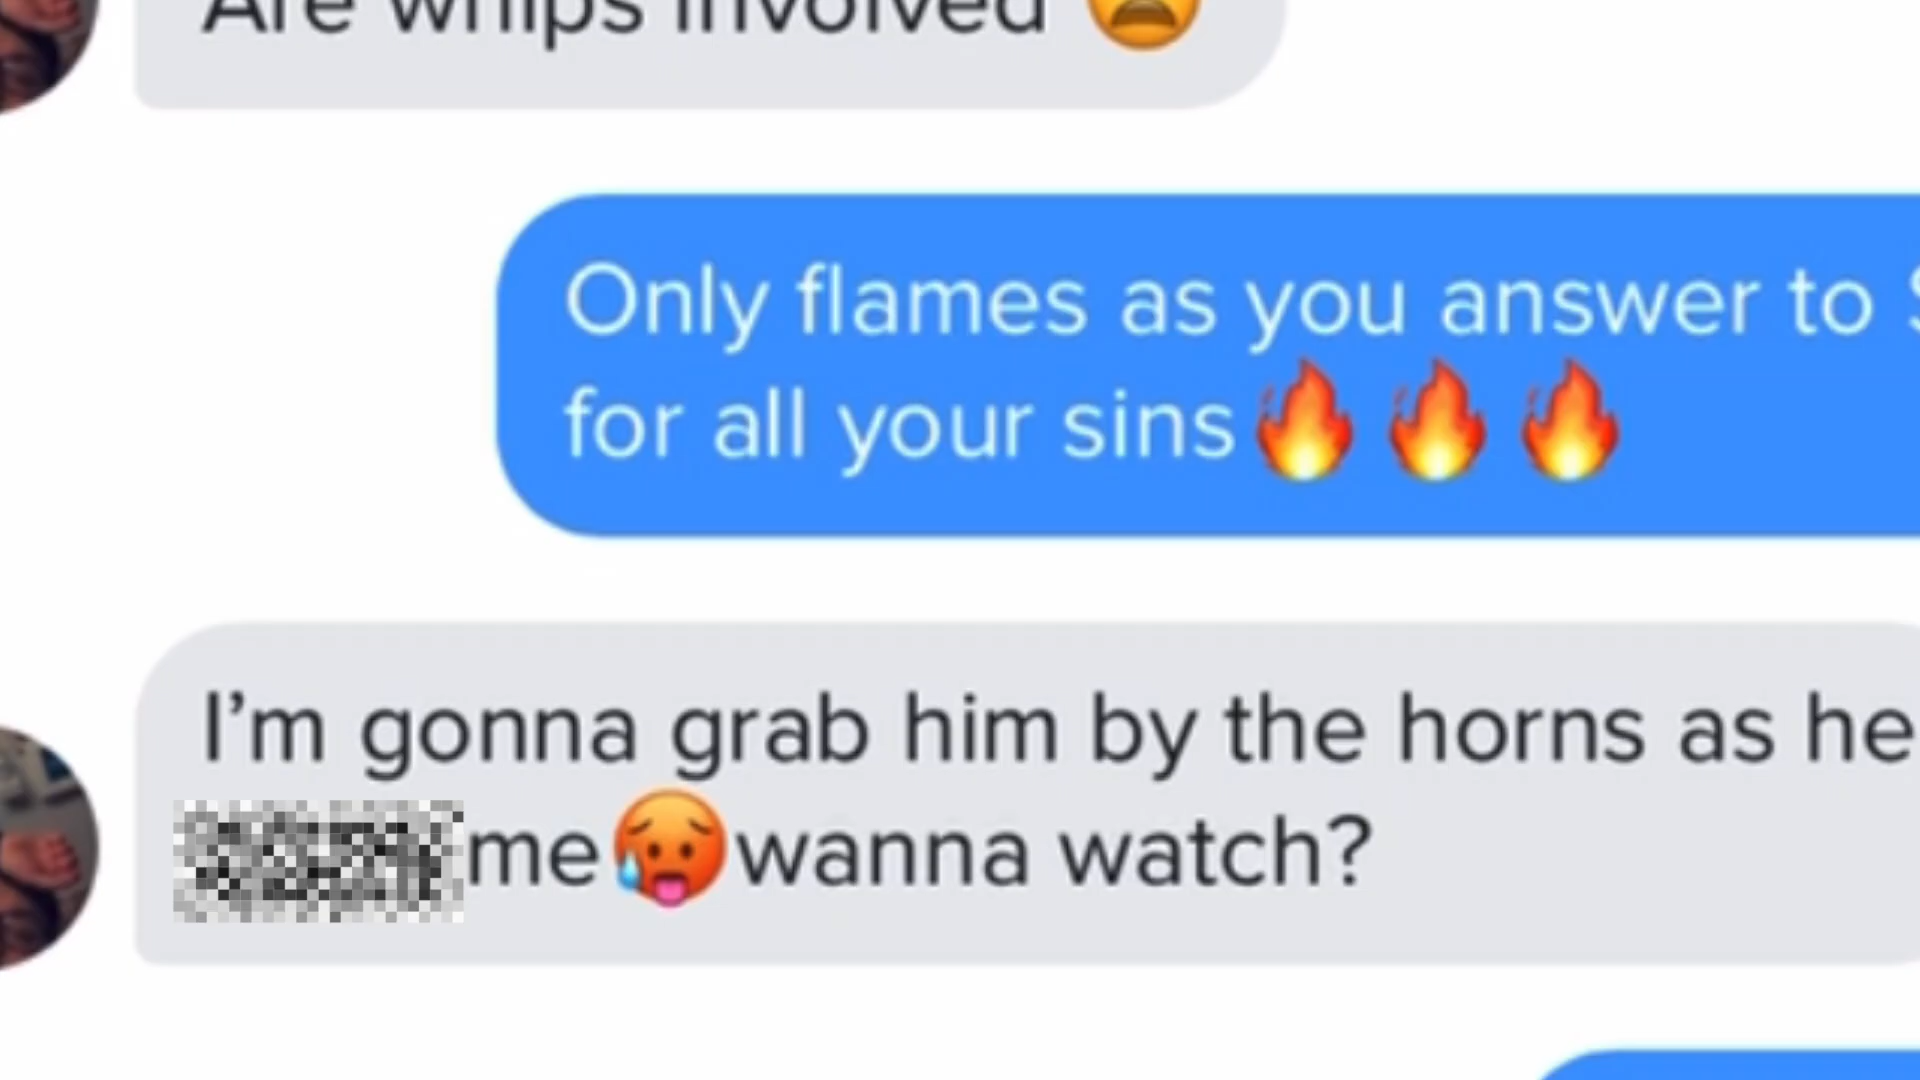 Are whips involved 😩
Only flames as you answer to
for all your sins🔥🔥🔥
I'm gonna grab him by the horns as he
me🥵wanna watch?